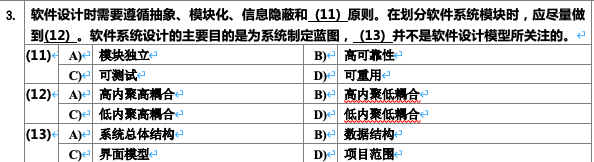 3. 软件设计时需要遵循抽象、模块化、信息隐蔽和 (11) 原则。在划分软件系统模块时，应尽量做
到(12) 。软件系统设计的主要目的是为系统制定蓝图， (13) 并不是软件设计模型所关注的。
(11) A) 模块独立 B) 高可靠性
C) 可测试 D) 可重用
(12) A) 高内聚高耦合 B) 高内聚低耦合
C) 低内聚高耦合 D) 低内聚低耦合
(13) A) 系统总体结构 B) 数据结构
C) 界面模型 D) 项目范围